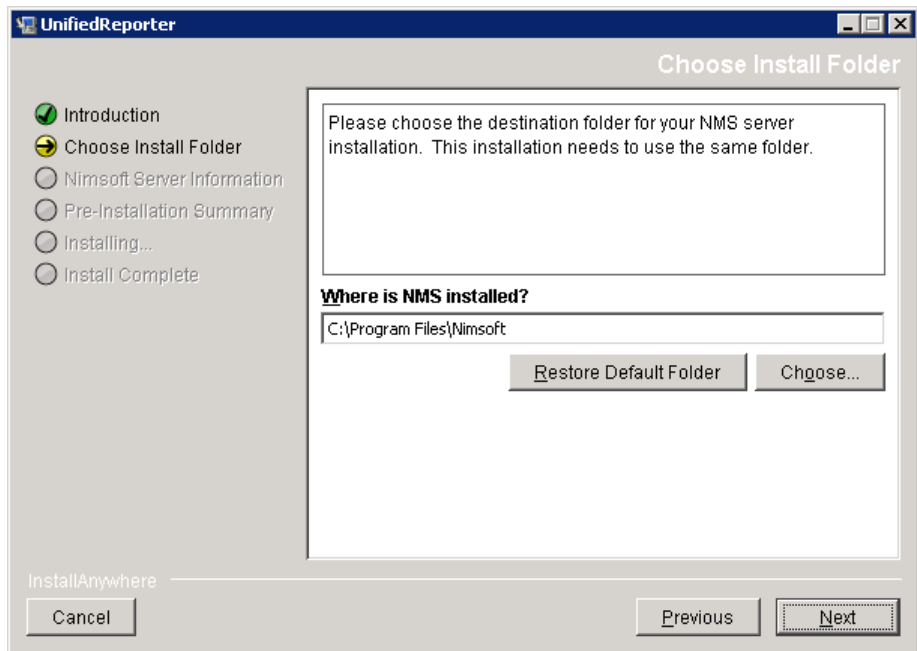 UnifiedReporter
Choose Install Folder
Introduction
Choose Install Folder
Nimsoft Server Information
Pre-Installation Summary
Installing...
Install Complete
Please choose the destination folder for your NMS server
installation.  This installation needs to use the same folder.
Where is NMS installed?
C:\Program Files\Nimsoft
Restore Default Folder
Choose...
InstallAnywhere
Cancel
Previous
Next